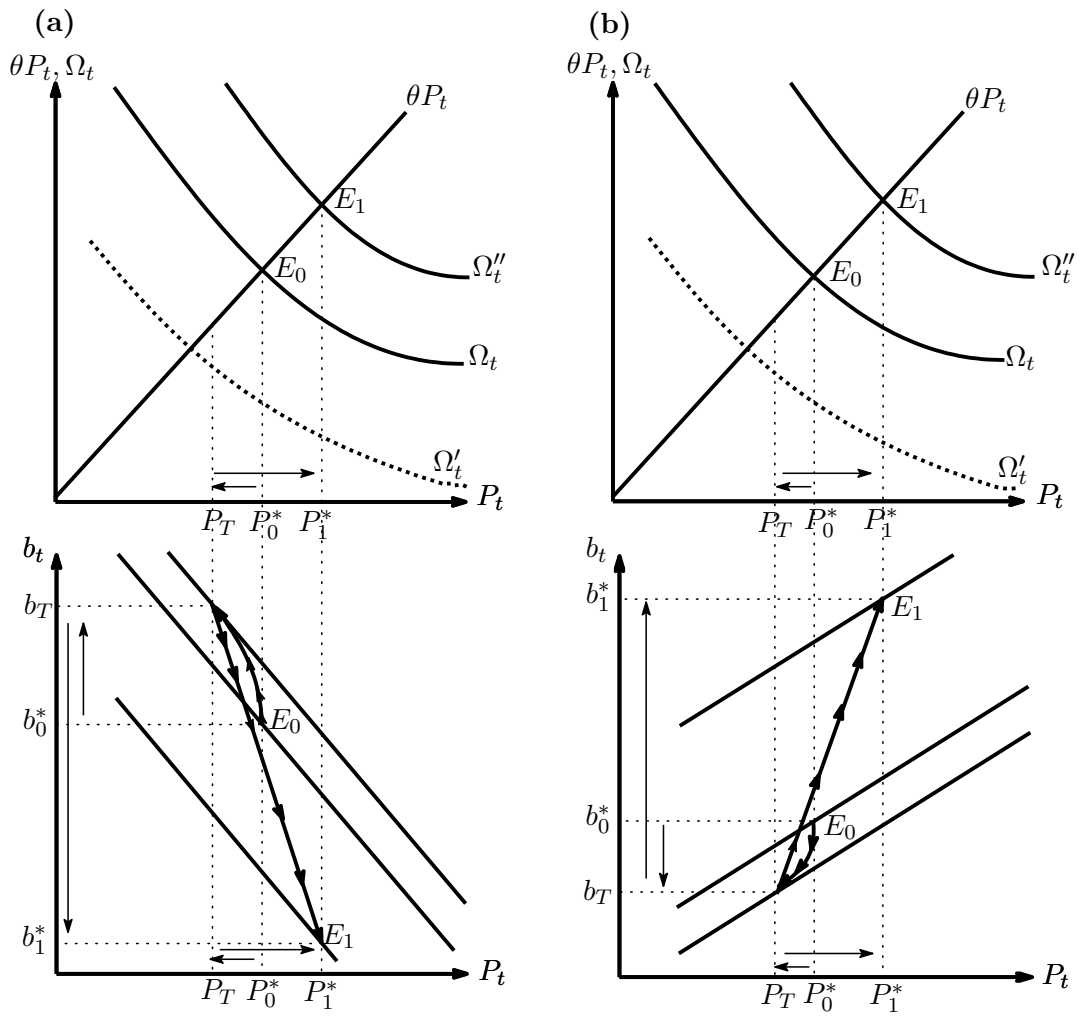 (a)
θP_t, Ω_t
θP_t
E_1
E_0
Ω''_t
Ω_t
Ω'_t
P_t
P_T P^*_0 P^*_1
b_t
b_T
b^*_0
b^*_1
E_0
E_1
P_T P^*_0 P^*_1
P_t
(b)
θP_t, Ω_t
θP_t
E_1
E_0
Ω''_t
Ω_t
Ω'_t
P_t
P_T P^*_0 P^*_1
b_t
b^*_1
b^*_0
b_T
E_1
E_0
P_T P^*_0 P^*_1
P_t